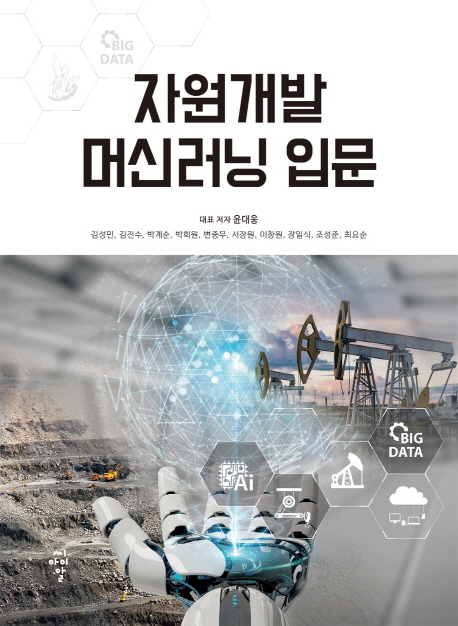 BIG
DATA
자원개발
머신러닝 입문
대표 저자 윤대웅
김성민, 김진수, 박계순, 박희원, 변중무, 서장원, 이창원, 장일식, 조성준, 최요순
BIG
DATA
Ai
씨
아이
알